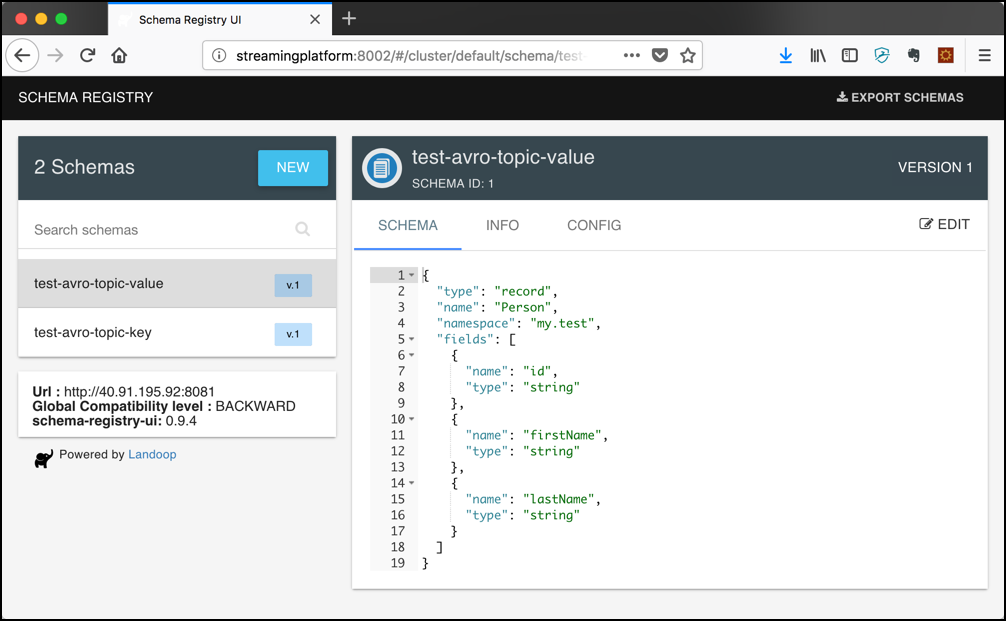 Schema Registry UI
streamingplatform:8002/#/cluster/default/schema/test-
SCHEMA REGISTRY
EXPORT SCHEMAS
2 Schemas
NEW
Search schemas
test-avro-topic-value
v.1
test-avro-topic-key
v.1
Url : http://40.91.195.92:8081
Global Compatibility level : BACKWARD
schema-registry-ui: 0.9.4
Powered by Landoop
test-avro-topic-value
SCHEMA ID: 1
VERSION 1
SCHEMA INFO CONFIG
EDIT
1 {
2 "type": "record",
3 "name": "Person",
4 "namespace": "my.test",
5 "fields": [
6 {
7 "name": "id",
8 "type": "string"
9 },
10 {
11 "name": "firstName",
12 "type": "string"
13 },
14 {
15 "name": "lastName",
16 "type": "string"
17 }
18 ]
19 }